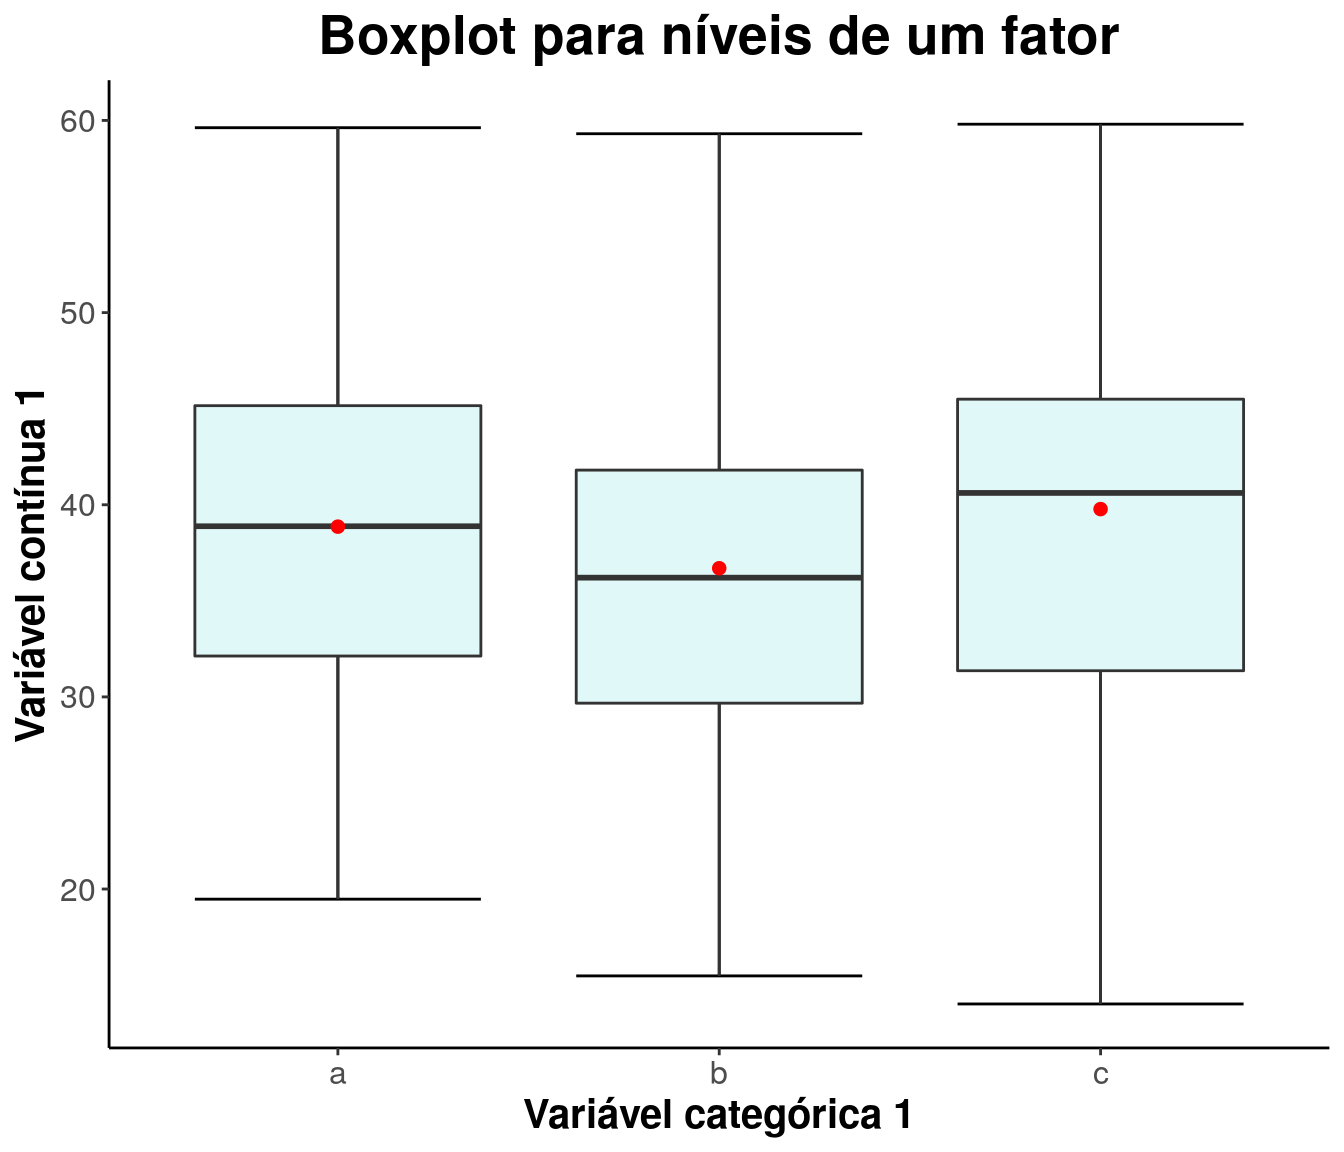 Boxplot para níveis de um fator
60
50
40
30
20
Variável contínua 1
a b c
Variável categórica 1